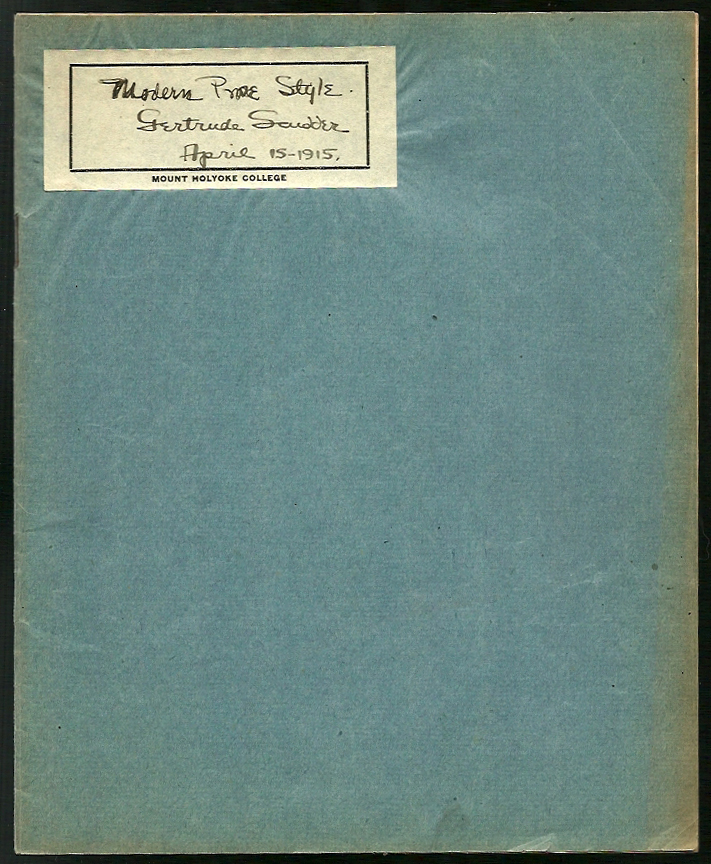 Modern Prose Style.
Gertrude Scudder
April 15-1915.
MOUNT HOLYOKE COLLEGE